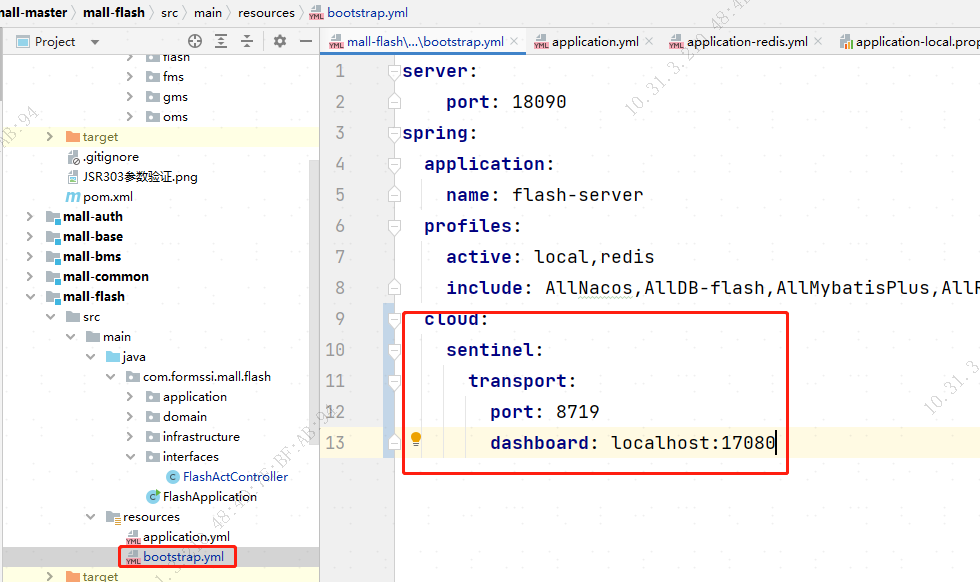 mall-master mall-flash src main resources bootstrap.yml
Project
mall-flash\...\bootstrap.yml application.yml application-redis.yml application-local.prop
flash
fms
gms
oms
target
.gitignore
JSR303参数验证.png
pom.xml
mall-auth
mall-base
mall-bms
mall-common
mall-flash
src
main
java
com.formssi.mall.flash
application
domain
infrastructure
interfaces
FlashActController
FlashApplication
resources
application.yml
bootstrap.yml
target
1 server:
2 port: 18090
3 spring:
4 application:
5 name: flash-server
6 profiles:
7 active: local,redis
8 include: AllNacos,AllDB-flash,AllMybatisPlus,AllF
9 cloud:
10 sentinel:
11 transport:
12 port: 8719
13 dashboard: localhost:17080